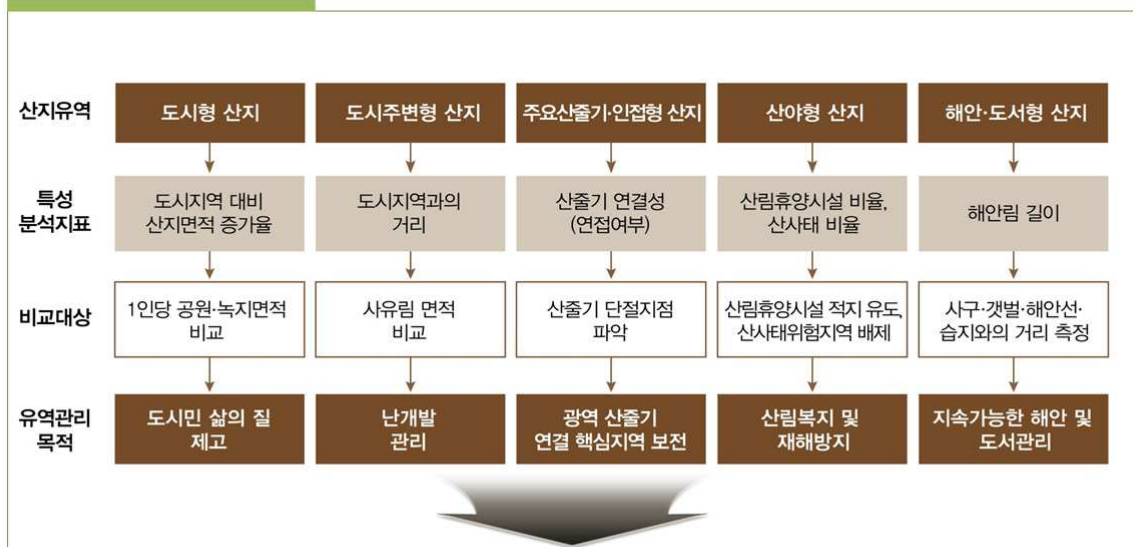 산지유역
도시형 산지
도시주변형 산지
주요산줄기·인접형 산지
산야형 산지
해안·도서형 산지
특성
분석지표
도시지역 대비
산지면적 증가율
도시지역과의
거리
산줄기 연결성
(연접여부)
산림휴양시설 비율,
산사태 비율
해안림 길이
비교대상
1인당 공원·녹지면적
비교
사유림 면적
비교
산줄기 단절지점
파악
산림휴양시설 적지 유도,
산사태위험지역 배제
사구·갯벌·해안선·
습지와의 거리 측정
유역관리
목적
도시민 삶의 질
제고
난개발
관리
광역 산줄기
연결 핵심지역 보전
산림복지 및
재해방지
지속가능한 해안 및
도서관리